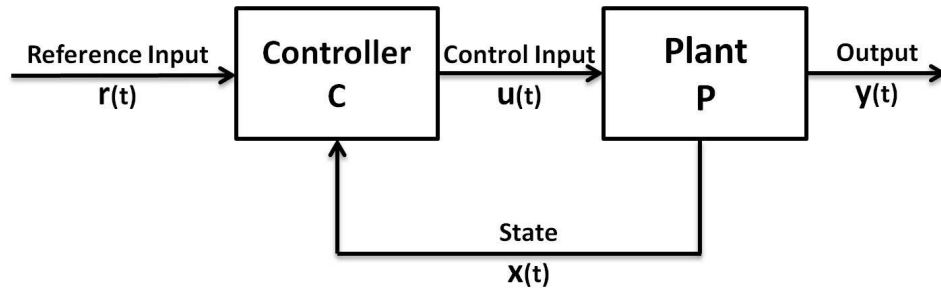 Reference Input
r(t)
Controller
C
Control Input
u(t)
Plant
P
Output
y(t)
State
x(t)